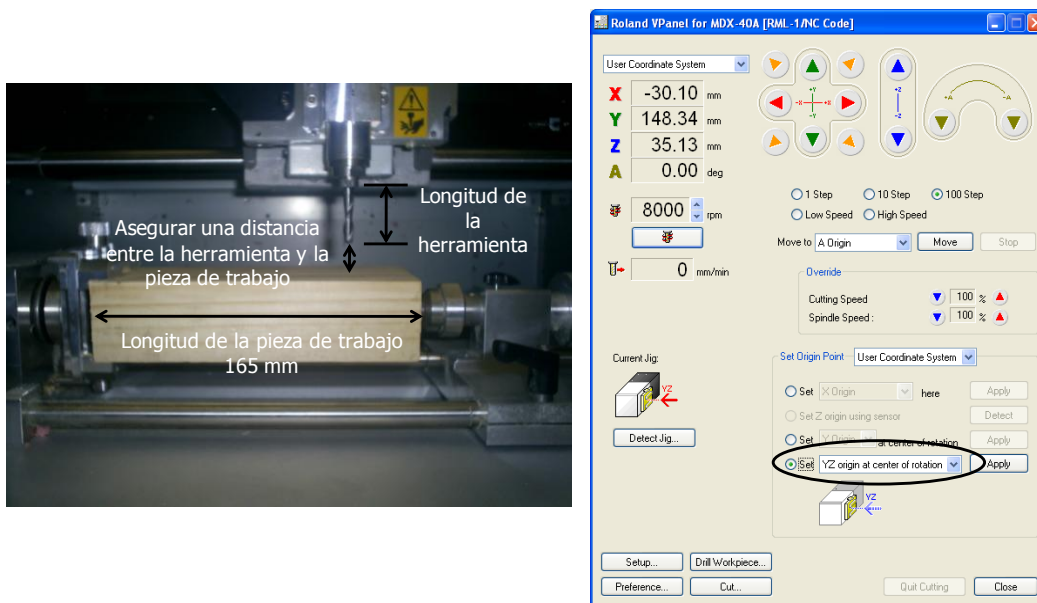 Longitud de
la
herramienta
Asegurar una distancia
entre la herramienta y la
pieza de trabajo
Longitud de la pieza de trabajo
165 mm
Roland VPanel for MDX-40A [RML-1/NC Code]
User Coordinate System
X -30.10 mm
Y 148.34 mm
Z 35.13 mm
A 0.00 deg
8000 rpm
0 mm/min
+Y
-X +X
-Y
+Z
-Z
+A -A
1 Step 10 Step 100 Step
Low Speed High Speed
Move to A Origin Move Stop
Override
Cutting Speed 100 %
Spindle Speed : 100 %
Current Jig:
YZ
Detect Jig...
Set Origin Point User Coordinate System
Set X Origin here Apply
Set Z origin using sensor Detect
Set Y Origin at center of rotation Apply
Set YZ origin at center of rotation Apply
YZ
Setup... Drill Workpiece...
Preference... Cut... Quit Cutting Close